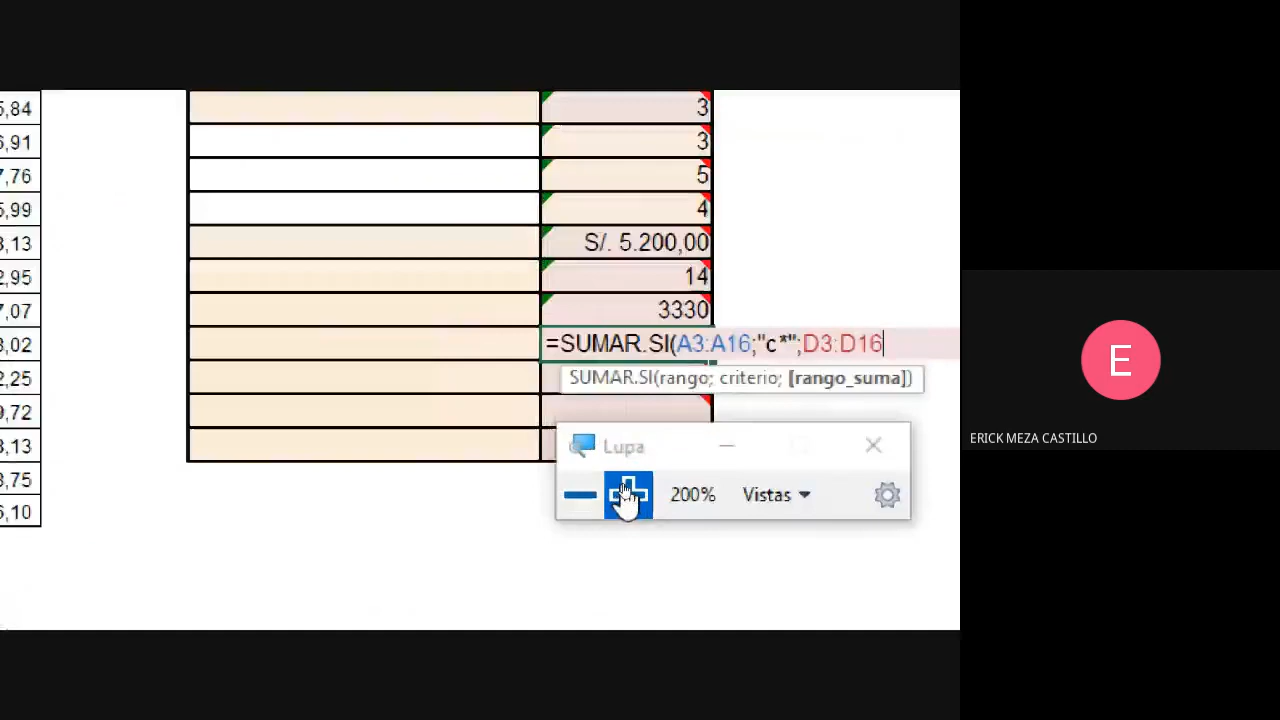 5,84
3
6,91
3
7,76
5
5,99
4
3,13
S/. 5.200,00
2,95
14
7,07
3330
3,02
=SUMAR.SI(A3:A16;"c*";D3:D16
2,25
SUMAR.SI(rango; criterio; [rango_suma])
9,72
3,13
Lupa
3,75
200%
Vistas
6,10
E
ERICK MEZA CASTILLO